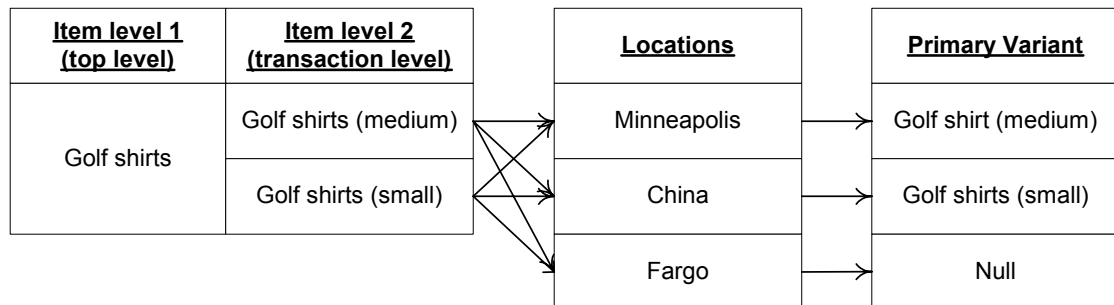 Item level 1
(top level)
Item level 2
(transaction level)
Locations
Primary Variant
Golf shirts
Golf shirts (medium)
Minneapolis
Golf shirt (medium)
Golf shirts (small)
China
Golf shirts (small)
Fargo
Null